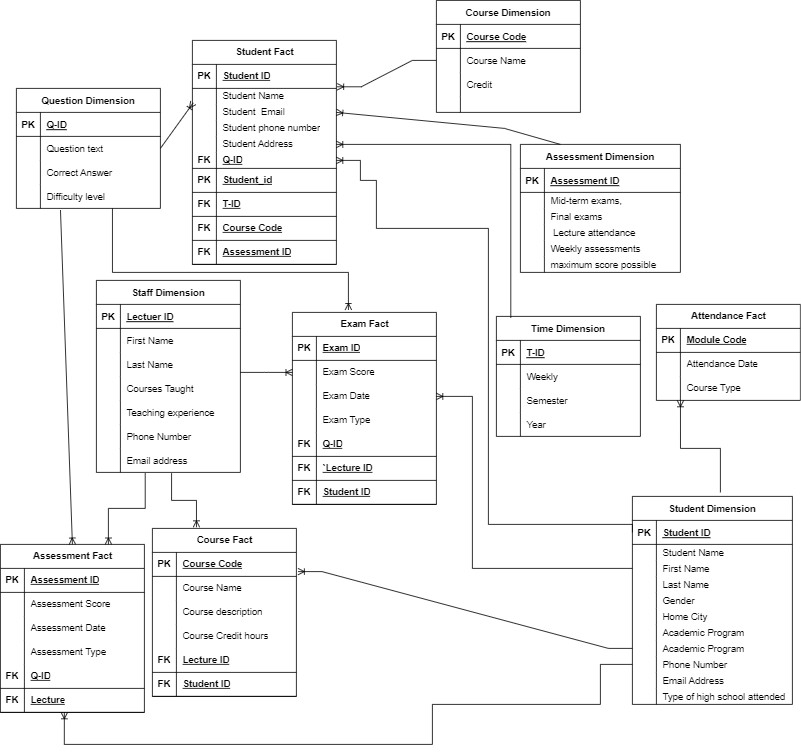 Course Dimension
PK Course Code
Course Name
Credit
Student Fact
PK Student ID
Student Name
Student Email
Student phone number
Student Address
FK Q-ID
FK Student_id
FK T-ID
FK Course Code
FK Assessment ID
Question Dimension
PK Q-ID
Question text
Correct Answer
Difficulty level
Assessment Dimension
PK Assessment ID
Mid-term exams,
Final exams
Lecture attendance
Weekly assessments
maximum score possible
Staff Dimension
PK Lectuer ID
First Name
Last Name
Courses Taught
Teaching experience
Phone Number
Email address
Exam Fact
PK Exam ID
Exam Score
Exam Date
Exam Type
FK Q-ID
FK `Lecture ID
FK Student ID
Time Dimension
PK T-ID
Weekly
Semester
Year
Attendance Fact
PK Module Code
Attendance Date
Course Type
Student Dimension
PK Student ID
Student Name
First Name
Last Name
Gender
Home City
Academic Program
Academic Program
Phone Number
Email Address
Type of high school attended
Assessment Fact
PK Assessment ID
Assessment Score
Assessment Date
Assessment Type
FK Q-ID
FK Lecture
Course Fact
PK Course Code
Course Name
Course description
Course Credit hours
FK Lecture ID
FK Student ID